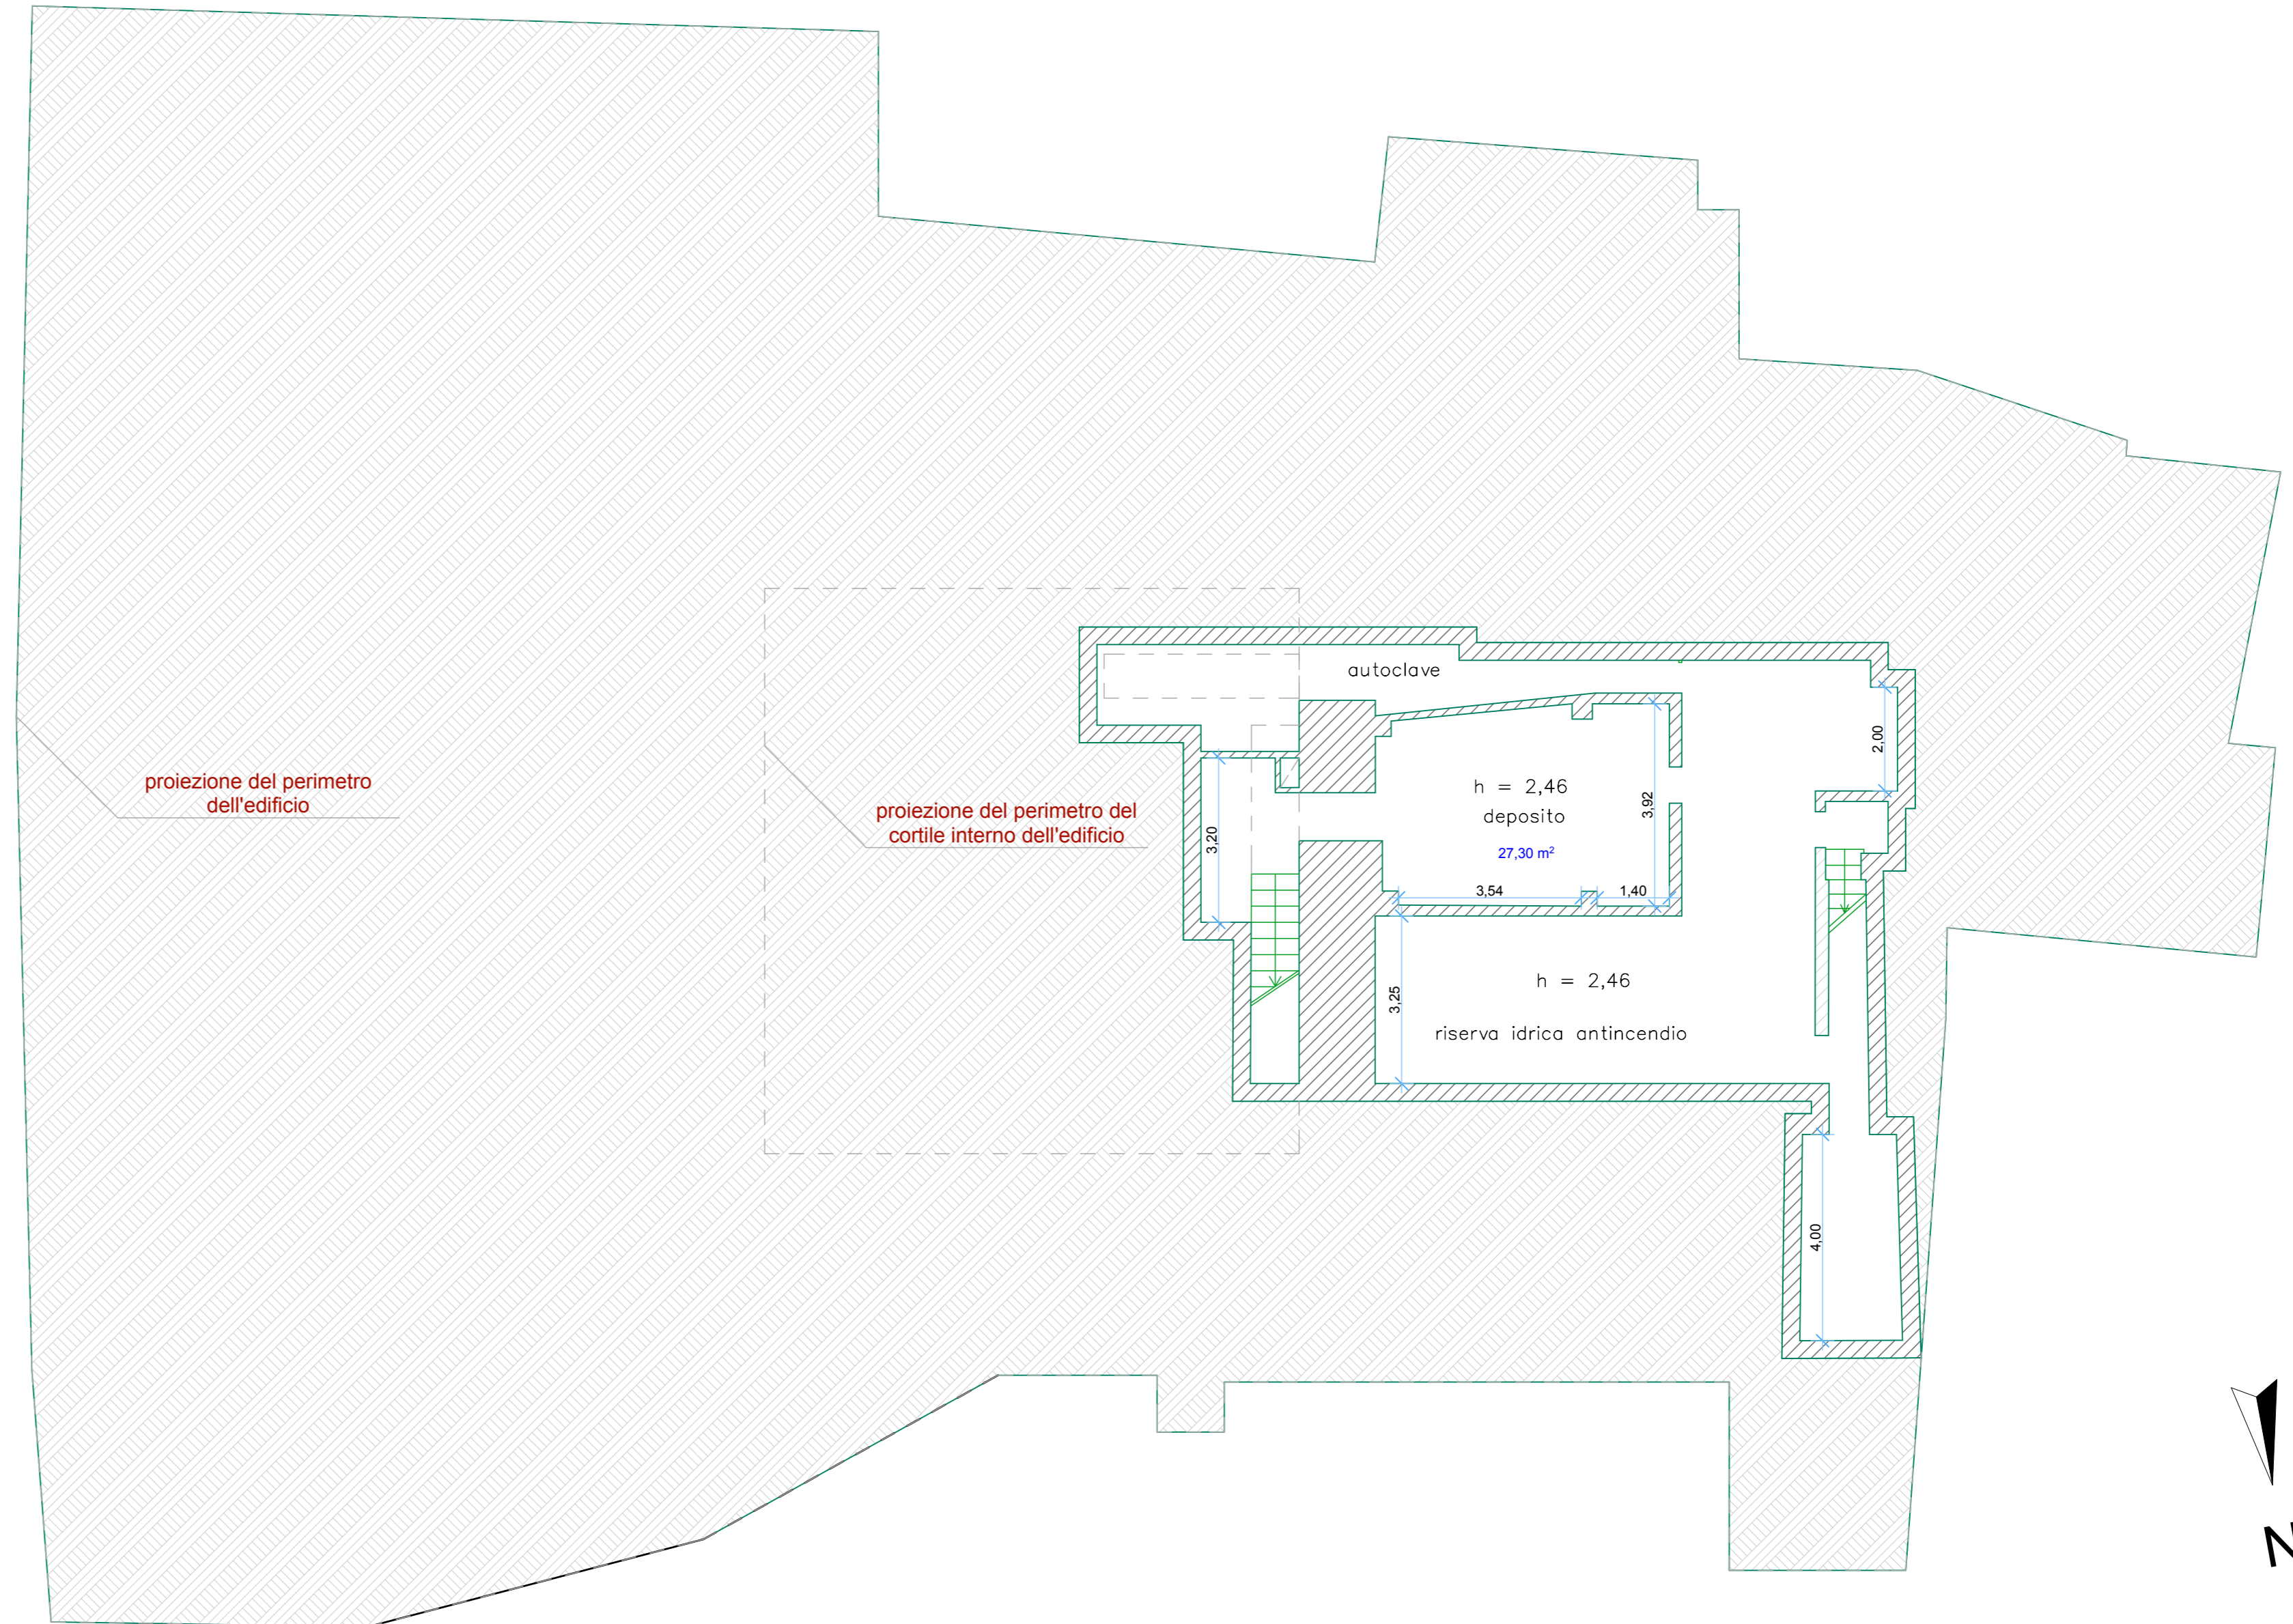 autoclave
2,00
proiezione del perimetro
dell'edificio
h = 2,46
deposito
3,92
proiezione del perimetro del
cortile interno dell'edificio
3,20
27,30 m²
3,54
1,40
h = 2,46
3,25
riserva idrica antincendio
4,00
N